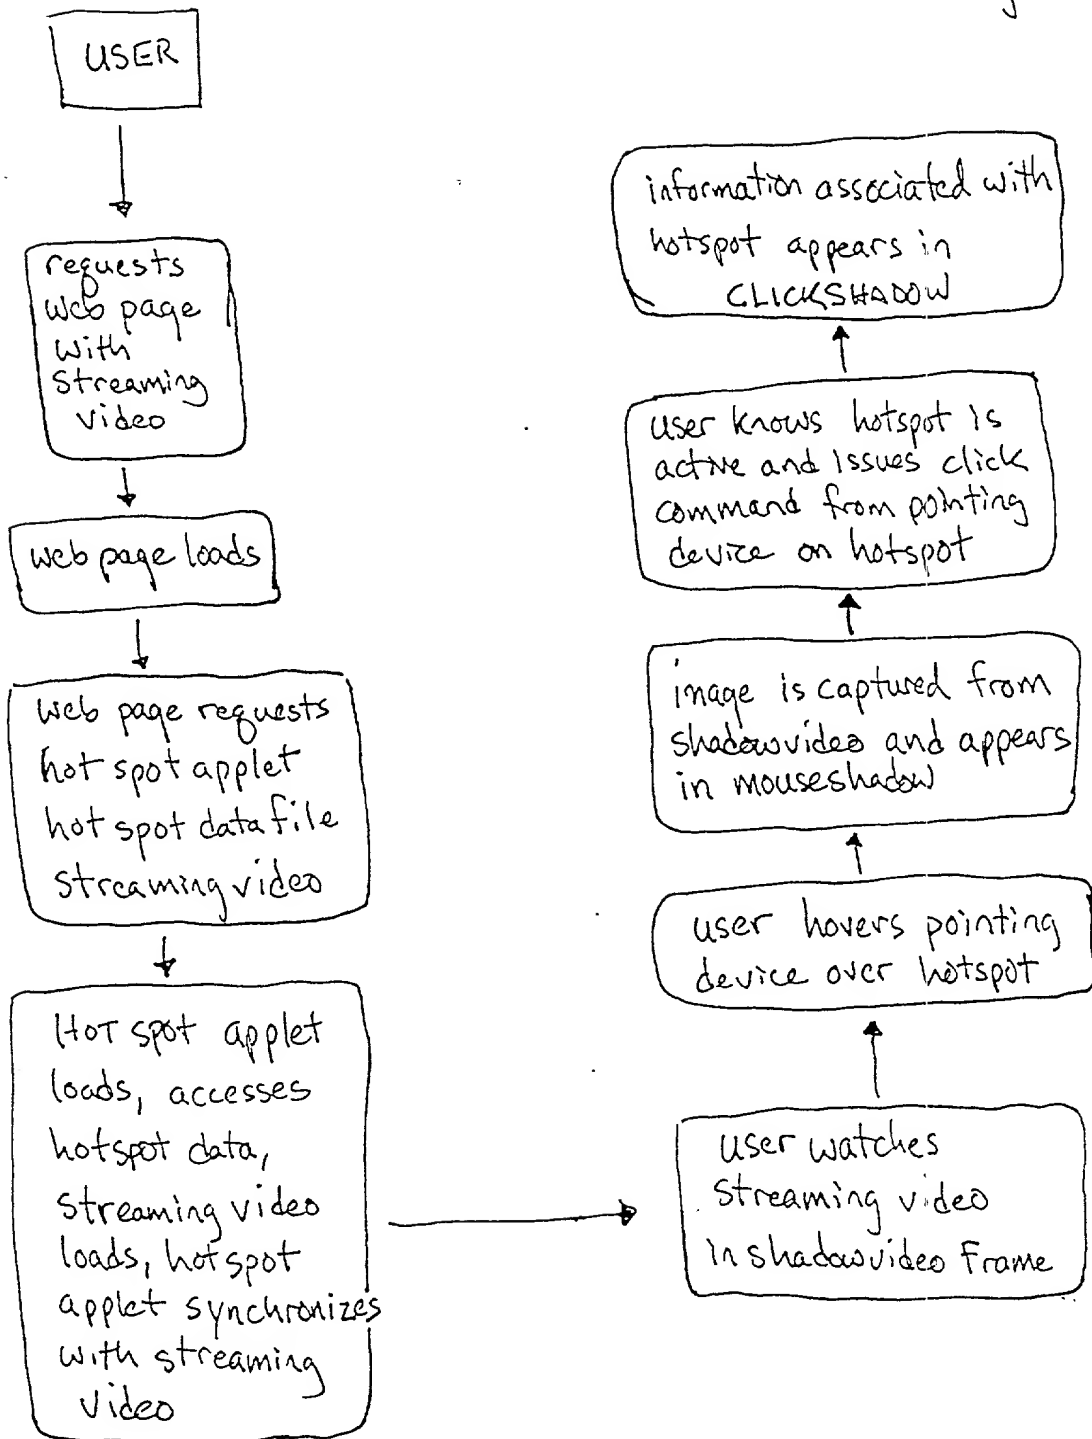 USER
requests
web page
with
streaming
video
web page loads
web page requests
hot spot applet
hot spot data file
streaming video
Hot spot applet
loads, accesses
hotspot data,
streaming video
loads, hotspot
applet synchronizes
with streaming
video
user watches
streaming video
in shadowvideo Frame
user hovers pointing
device over hotspot
image is captured from
shadowvideo and appears
in mouseshadow
user knows hotspot is
active and issues click
command from pointing
device on hotspot
information associated with
hotspot appears in
CLICKSHADOW